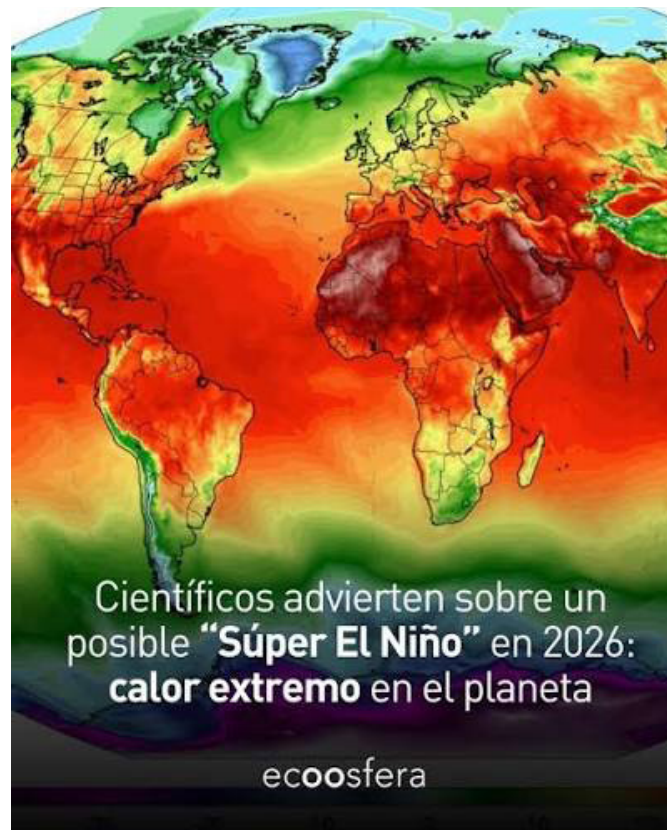 Científicos advierten sobre un
posible “Súper El Niño” en 2026:
calor extremo en el planeta
ecoosfera